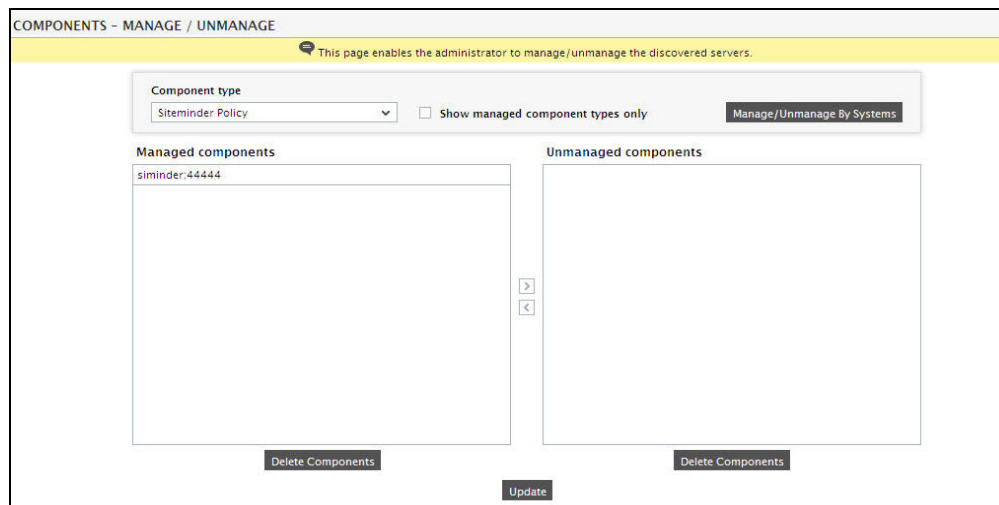 COMPONENTS - MANAGE / UNMANAGE
This page enables the administrator to manage/unmanage the discovered servers.
Component type
Siteminder Policy
Show managed component types only
Manage/Unmanage By Systems
Managed components
Unmanaged components
siminder:44444
>
<
Delete Components
Delete Components
Update